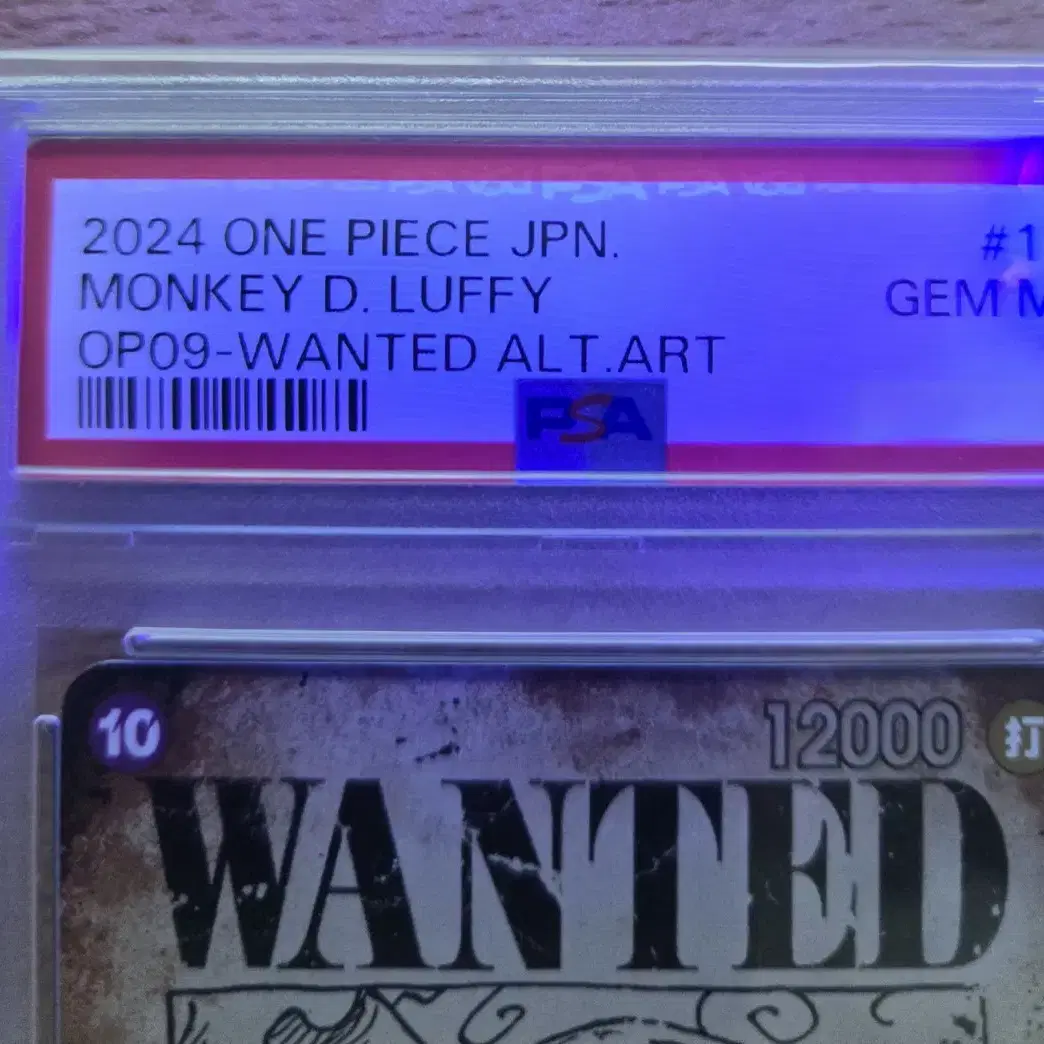 2024 ONE PIECE JPN.
#1
MONKEY D. LUFFY
GEM M
OP09-WANTED ALT.ART
PSA
10
12000
打
WANTED